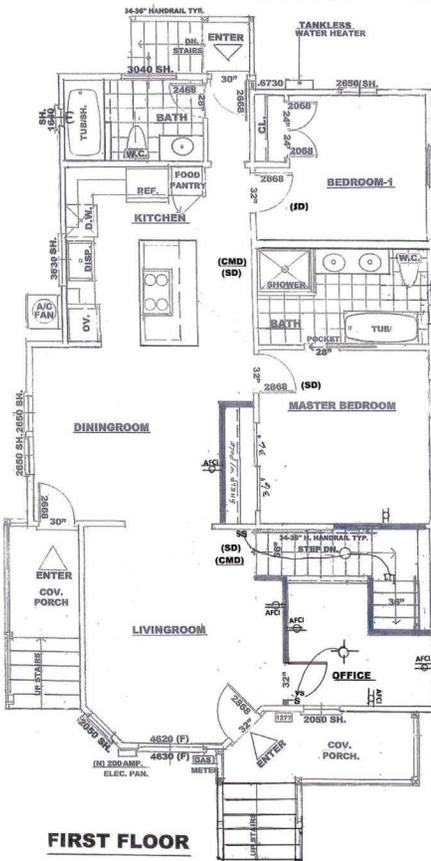 34-36" HANDRAIL TYP.
TANKLESS
WATER HEATER
DN.
STAIRS
ENTER
3040 SH.
30"
.6730
2650/SH.
2468
28"
2668
2068
SH.
1640
(T)
TUB/SH.
BATH
CL.
24"
24"
2068
W.C.
FOOD
PANTRY
2868
BEDROOM-1
REF.
32"
(SD)
D.W.
KITCHEN
3630 SH.
DISP.
(CMD)
(SD)
W.C.
SHOWER
A/C
FAN
OV.
BATH
TUB/
POCKET
28"
32"
2868
(SD)
2650 SH.
2650 SH.
DININGROOM
MASTER BEDROOM
AFCI
2668
30"
SS
34-36" H. HANDRAIL TYP.
(SD)
(CMD)
36"
STEP DN.
ENTER
COV.
PORCH
36"
AFCI
LIVINGROOM
AFCI
UP STAIRS
OFFICE
32"
AFCI
2868
1277
2050 SH.
2050 SH.
4620 (F)
4630 (F)
32"
(N) 200 AMP.
ELEC. PAN.
GAS
METER
ENTER
COV.
PORCH.
UP STAIRS
FIRST FLOOR